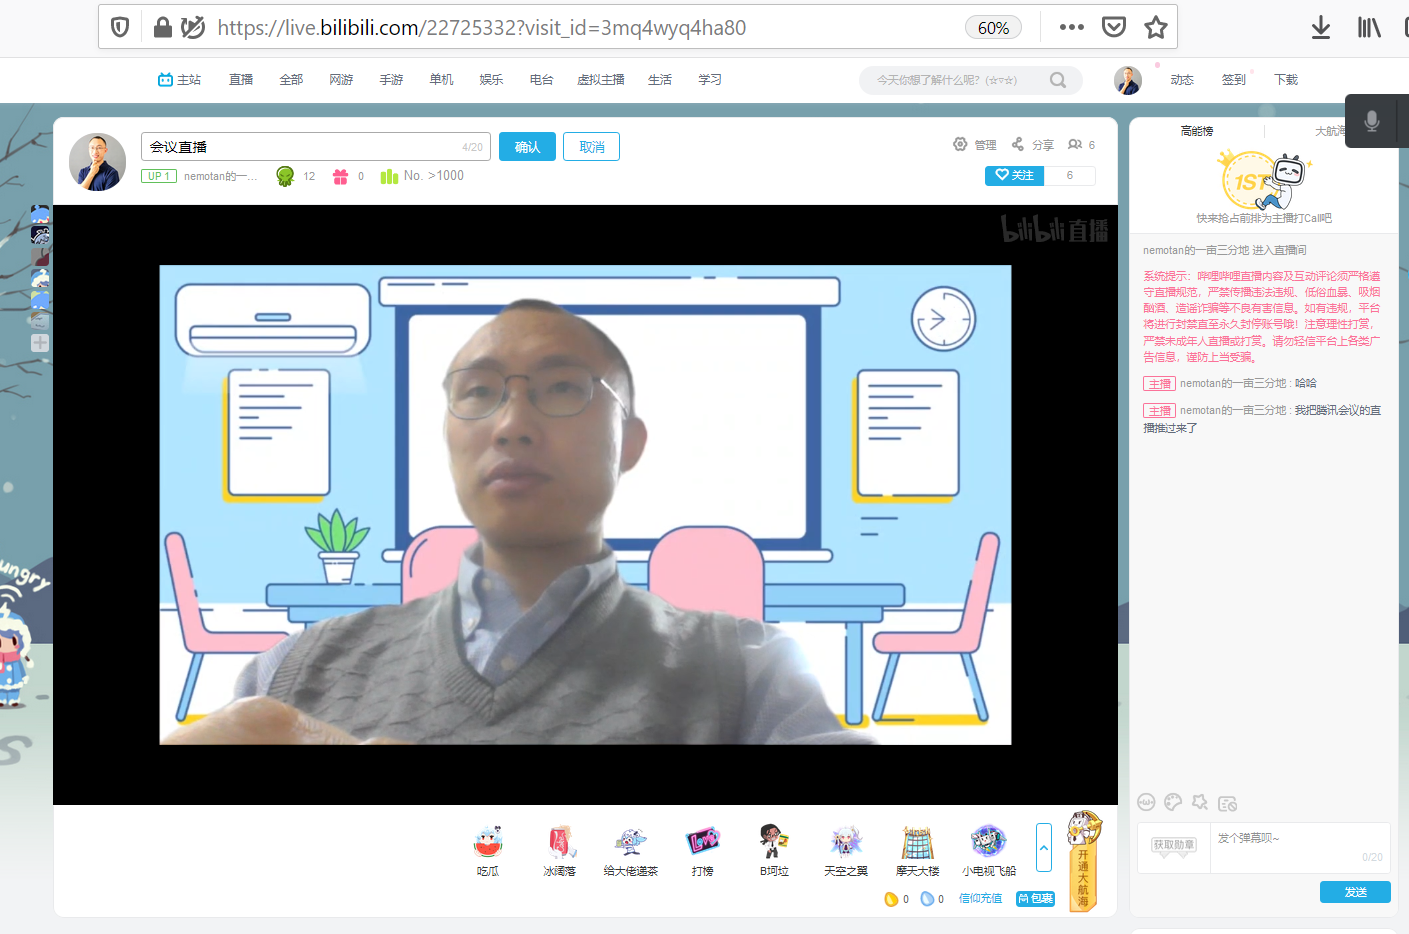 https://live.bilibili.com/22725332?visit_id=3mq4wyq4ha80
60%
主站 直播 全部 网游 手游 单机 娱乐 电台 虚拟主播 生活 学习
今天你想了解什么呢? (☆▽☆)
动态 签到 下载
会议直播
4/20
确认 取消
管理 分享 6
UP 1 nemotan的一... 12 0 No. >1000
关注 6
bilibili 直播
高能榜 大航海
1ST
快来抢占前排为主播打Call吧
nemotan的一亩三分地 进入直播间
系统提示：哔哩哔哩直播内容及互动评论须严格遵
守直播规范，严禁传播违法违规、低俗血暴、吸烟
酗酒、造谣诈骗等不良有害信息。如有违规，平台
将进行封禁直至永久封停账号哦！注意理性打赏，
严禁未成年人直播或打赏。请勿轻信平台上各类广
告信息，谨防上当受骗。
主播 nemotan的一亩三分地 : 哈哈
主播 nemotan的一亩三分地 : 我把腾讯会议的直
播推过来了
ungry
获取勋章
发个弹幕呗~
0/20
发送
吃瓜 冰阔落 给大佬递茶 打榜 B坷垃 天空之翼 摩天大楼 小电视飞船
开通大航海
0 0 信仰充值 包裹